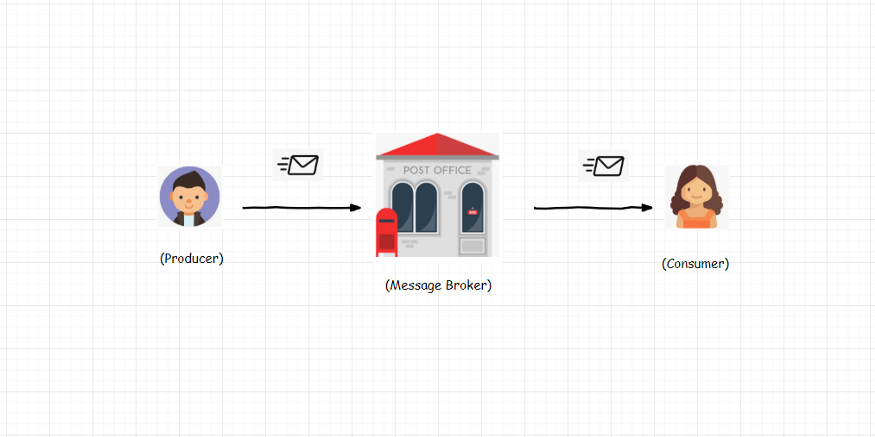 POST OFFICE
(Producer)
(Consumer)
(Message Broker)